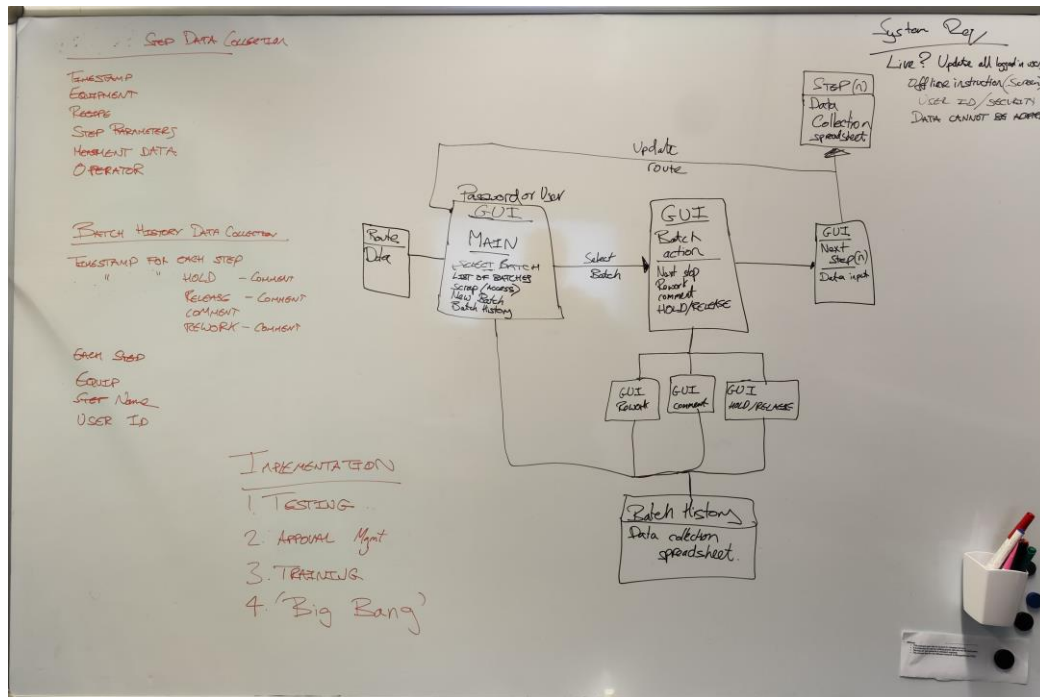 STEP DATA COLLECTION
TIMESTAMP
EQUIPMENT
RECIPE
STEP PARAMETERS
DATA
OPERATOR
BATCH HISTORY DATA COLLECTION
TIMESTAMP FOR EACH STEP
" " HOLD - COMMENT
RELEASE - COMMENT
COMMENT
REWORK - COMMENT
EACH STEP
EQUIP
STEP Name
USER ID
IMPLEMENTATION
1. TESTING
2. APPOVAL Mgmt
3. TRAINING
4. 'Big Bang'
Route
Data
Password or User
GUI
MAIN
SELECT BATCH
LIST OF BATCHES
Scrap (Access)
New Batch
Batch History
Select
Batch
Update
route
GUI
Batch
action
Next step
Rework
comment
HOLD/RELEASE
GUI
Next
Step(n)
Data input
STEP (n)
Data
Collection
spreadsheet
GUI
Rework
GUI
comment
GUI
HOLD/RELEASE
Batch History
Data collection
spreadsheet.
System Req
Live? Update all logged in
Offline instruction (Screen
USER ID/SECURITY
DATA CANNOT BE